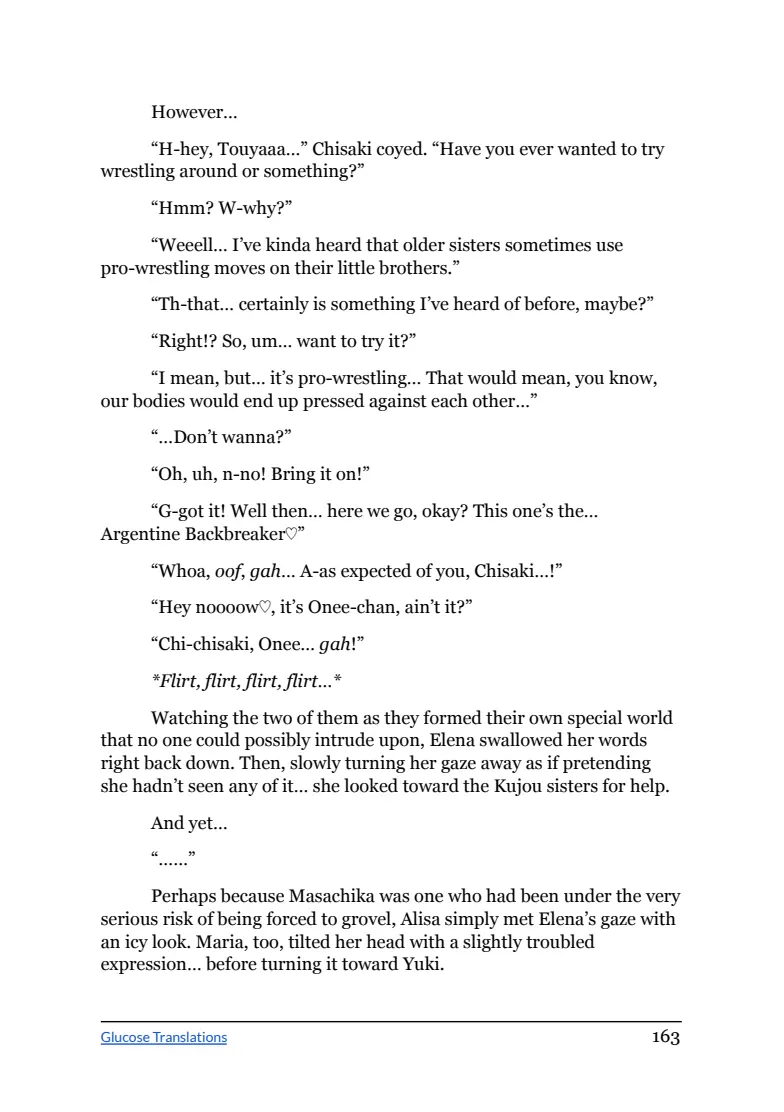 However...
“H-hey, Touyaaa...” Chisaki coyed. “Have you ever wanted to try
wrestling around or something?”
“Hmm? W-why?”
“Weeell... I’ve kinda heard that older sisters sometimes use
pro-wrestling moves on their little brothers.”
“Th-that... certainly is something I’ve heard of before, maybe?”
“Right!? So, um... want to try it?”
“I mean, but... it’s pro-wrestling... That would mean, you know,
our bodies would end up pressed against each other...”
“...Don’t wanna?”
“Oh, uh, n-no! Bring it on!”
“G-got it! Well then... here we go, okay? This one’s the...
Argentine Backbreaker♡”
“Whoa, oof, gah... A-as expected of you, Chisaki...!”
“Hey noooow♡, it’s Onee-chan, ain’t it?”
“Chi-chisaki, Onee... gah!”
*Flirt, flirt, flirt, flirt...*
Watching the two of them as they formed their own special world
that no one could possibly intrude upon, Elena swallowed her words
right back down. Then, slowly turning her gaze away as if pretending
she hadn’t seen any of it... she looked toward the Kujou sisters for help.
And yet...
“......”
Perhaps because Masachika was one who had been under the very
serious risk of being forced to grovel, Alisa simply met Elena’s gaze with
an icy look. Maria, too, tilted her head with a slightly troubled
expression... before turning it toward Yuki.
Glucose Translations
163